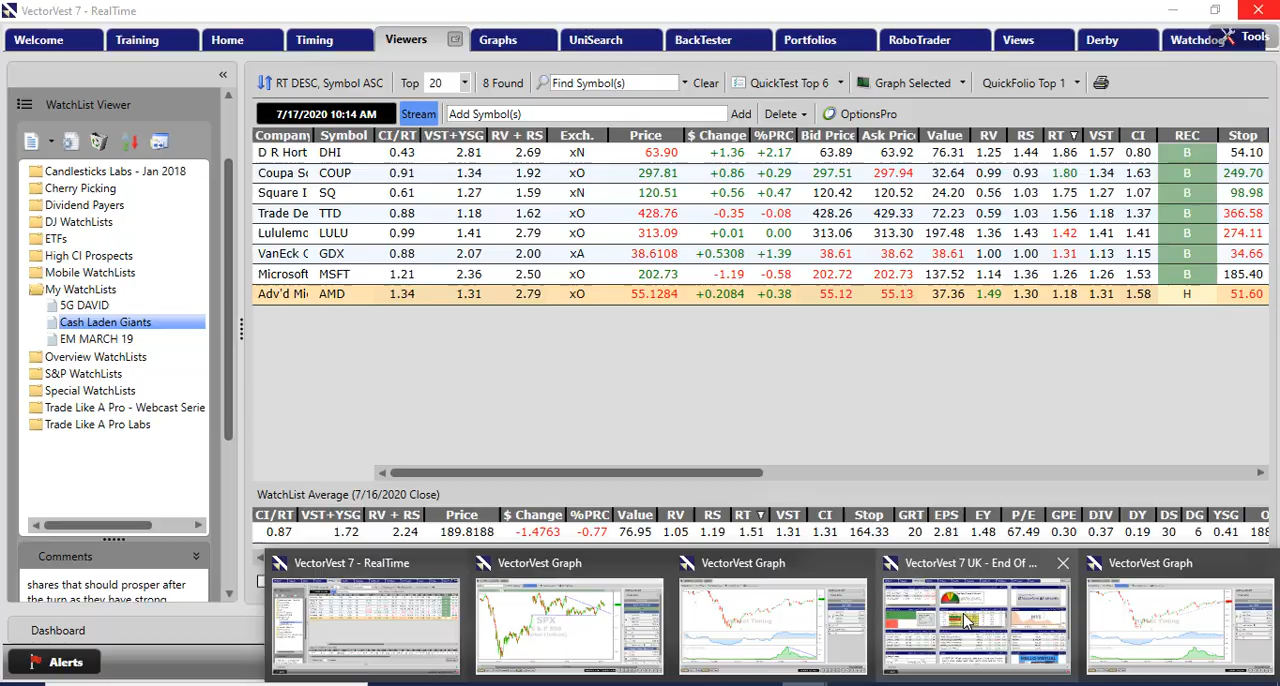 VectorVest 7 - RealTime
Welcome Training Home Timing Viewers Graphs UniSearch BackTester Portfolios RoboTrader Views Derby Watchdog Tools
RT DESC, Symbol ASC Top 20 8 Found Find Symbol(s) Clear QuickTest Top 6 Graph Selected QuickFolio Top 1
WatchList Viewer
7/17/2020 10:14 AM Stream Add Symbol(s) Add Delete OptionsPro
Company Symbol CI/RT VST+YSG RV + RS Exch. Price $ Change %PRC Bid Price Ask Price Value RV RS RT VST CI REC Stop
D R Hort DHI 0.43 2.81 2.69 xN 63.90 +1.36 +2.17 63.89 63.92 76.31 1.25 1.44 1.86 1.57 0.80 B 54.10
Coupa So COUP 0.91 1.34 1.92 xO 297.81 +0.86 +0.29 297.51 297.94 32.64 0.99 0.93 1.80 1.34 1.63 B 249.70
Square I SQ 0.61 1.27 1.59 xN 120.51 +0.56 +0.47 120.42 120.52 24.20 0.56 1.03 1.75 1.27 1.07 B 98.98
Trade De TTD 0.88 1.18 1.62 xO 428.76 -0.35 -0.08 428.26 429.33 72.23 0.59 1.03 1.56 1.18 1.37 B 366.58
Lululemo LULU 0.99 1.41 2.79 xO 313.09 +0.01 0.00 313.06 313.30 197.48 1.36 1.43 1.42 1.41 1.41 B 274.11
VanEck G GDX 0.88 2.07 2.00 xA 38.6108 +0.5308 +1.39 38.61 38.62 38.61 1.00 1.00 1.31 1.13 1.15 B 34.66
Microsoft MSFT 1.21 2.36 2.50 xO 202.73 -1.19 -0.58 202.72 202.73 137.52 1.14 1.36 1.26 1.26 1.53 B 185.40
Adv'd Mi AMD 1.34 1.31 2.79 xO 55.1284 +0.2084 +0.38 55.12 55.13 37.36 1.49 1.30 1.18 1.31 1.58 H 51.60
Candlesticks Labs - Jan 2018
Cherry Picking
Dividend Payers
DJ WatchLists
ETFs
High CI Prospects
Mobile WatchLists
My WatchLists
5G DAVID
Cash Laden Giants
EM MARCH 19
Overview WatchLists
S&P WatchLists
Special WatchLists
Trade Like A Pro - Webcast Serie
Trade Like A Pro Labs
WatchList Average (7/16/2020 Close)
CI/RT VST+YSG RV + RS Price $ Change %PRC Value RV RS RT VST CI Stop GRT EPS EY P/E GPE DIV DY DS DG YSG O
0.87 1.72 2.24 189.8188 -1.4763 -0.77 76.95 1.05 1.19 1.51 1.31 1.31 164.33 20 2.81 1.48 67.49 0.30 0.37 0.19 30 6 0.41 188
Comments
shares that should prosper after
the turn as they have strong
Dashboard
Alerts
VectorVest 7 - RealTime VectorVest Graph VectorVest Graph VectorVest 7 UK - End Of ... VectorVest Graph
SPX